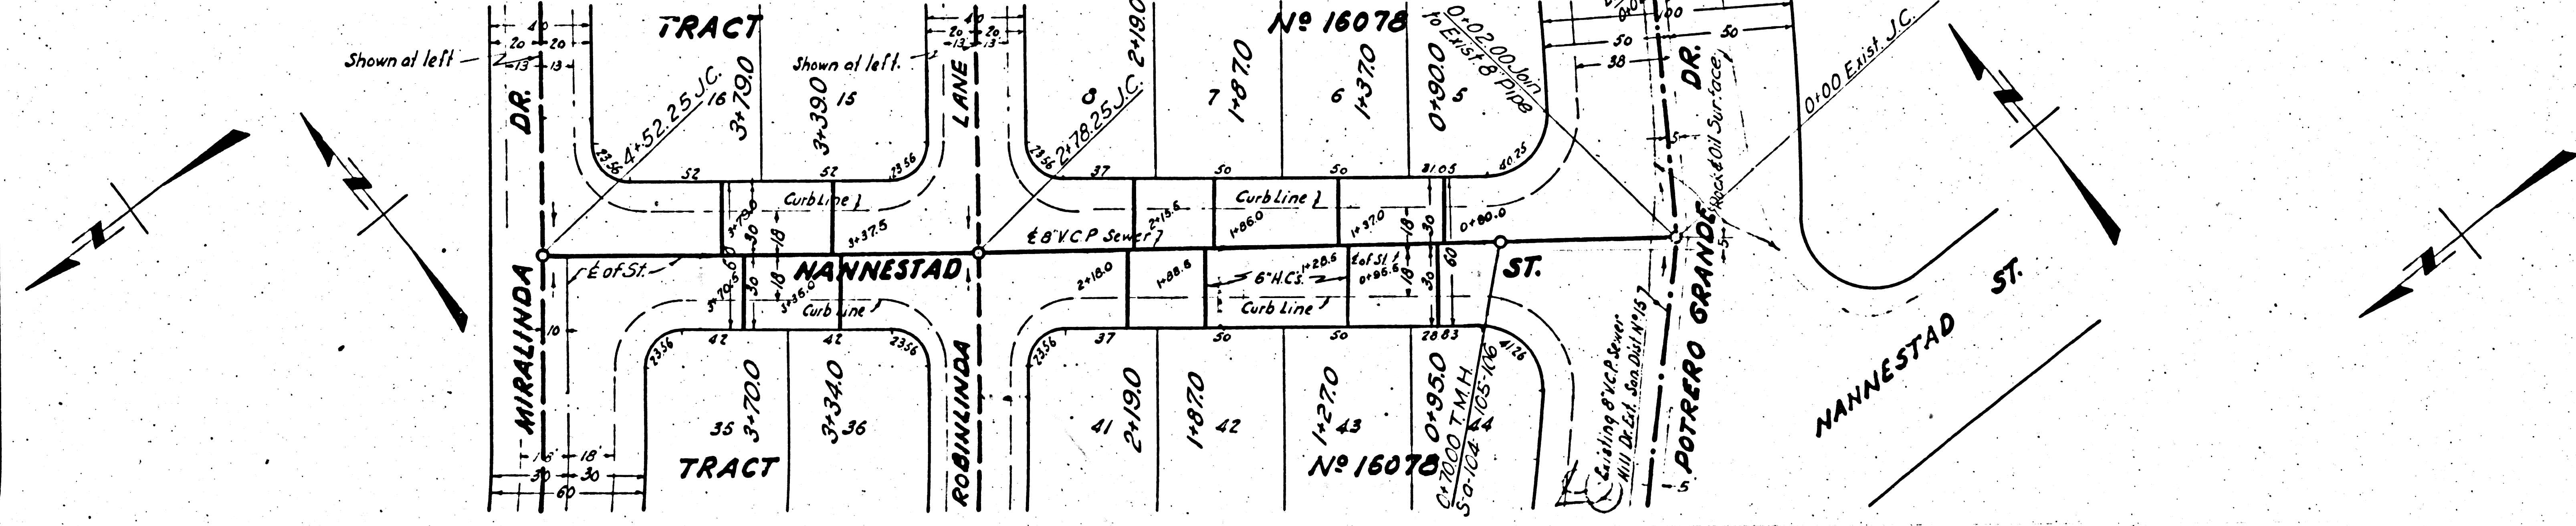 TRACT
Nº 16078
Shown at left
40
20 20
13 13
DR.
4+52.25 J.C.
16
3+79.0
3+39.0
15
Shown at left.
40
20 20
13 13
LANE
8
2+78.25 J.C.
2+19.0
7
1+87.0
6
1+37.0
0+90.0
5
0+02.00 Join
to Exist. 8" Pipe
100
50
50
38
DR.
Rock & Oil Surface
0+00 Exist. J.C.
23.56
52
52
23.56
23.56
37
50
50
31.05
40.25
Curb Line
Curb Line
3+79.0
30
18
3+37.5
2+15.6
1+86.0
1+37.0
18
30
0+80.0
5
5
℄ 8" V.C.P. Sewer
℄ of St.
NANNESTAD
ST.
60
30
18
2+18.0
1+88.6
6" H.C's.
1+28.6
℄ of St.
0+96.6
18
30
60
Curb Line
Curb Line
10
23.56
42
42
23.56
23.56
37
50
50
28.83
41.26
MIRALINDA
ROBINLINDA
POTRERO GRANDE
35
3+70.0
3+34.0
36
41
2+19.0
1+87.0
42
1+27.0
43
0+95.0
44
0+70.00 T.M.H.
S-a-104 4-105-106
Existing 8" V.C.P. Sewer
Hill Dr. Ext. San. Dist Nº 15
5
18
30 30
60
TRACT
Nº 16078
NANNESTAD
ST.